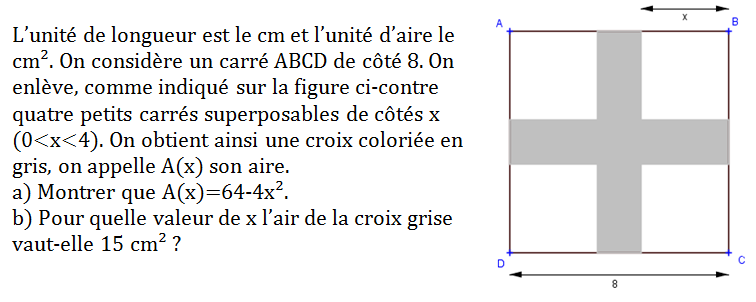 L'unité de longueur est le cm et l'unité d'aire le
cm². On considère un carré ABCD de côté 8. On
enlève, comme indiqué sur la figure ci-contre
quatre petits carrés superposables de côtés x
(0<x<4). On obtient ainsi une croix coloriée en
gris, on appelle A(x) son aire.
a) Montrer que A(x)=64-4x².
b) Pour quelle valeur de x l'air de la croix grise
vaut-elle 15 cm² ?
x
A
B
D
C
8